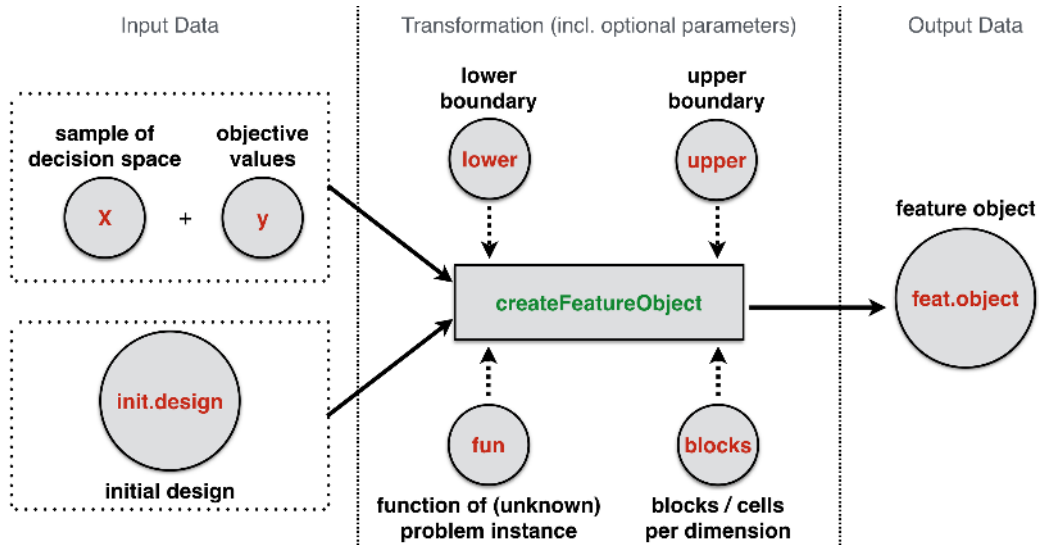 Input Data
Transformation (incl. optional parameters)
Output Data
sample of
decision space
objective
values
X
+
y
init.design
initial design
lower
boundary
lower
upper
boundary
upper
createFeatureObject
fun
function of (unknown)
problem instance
blocks
blocks / cells
per dimension
feature object
feat.object